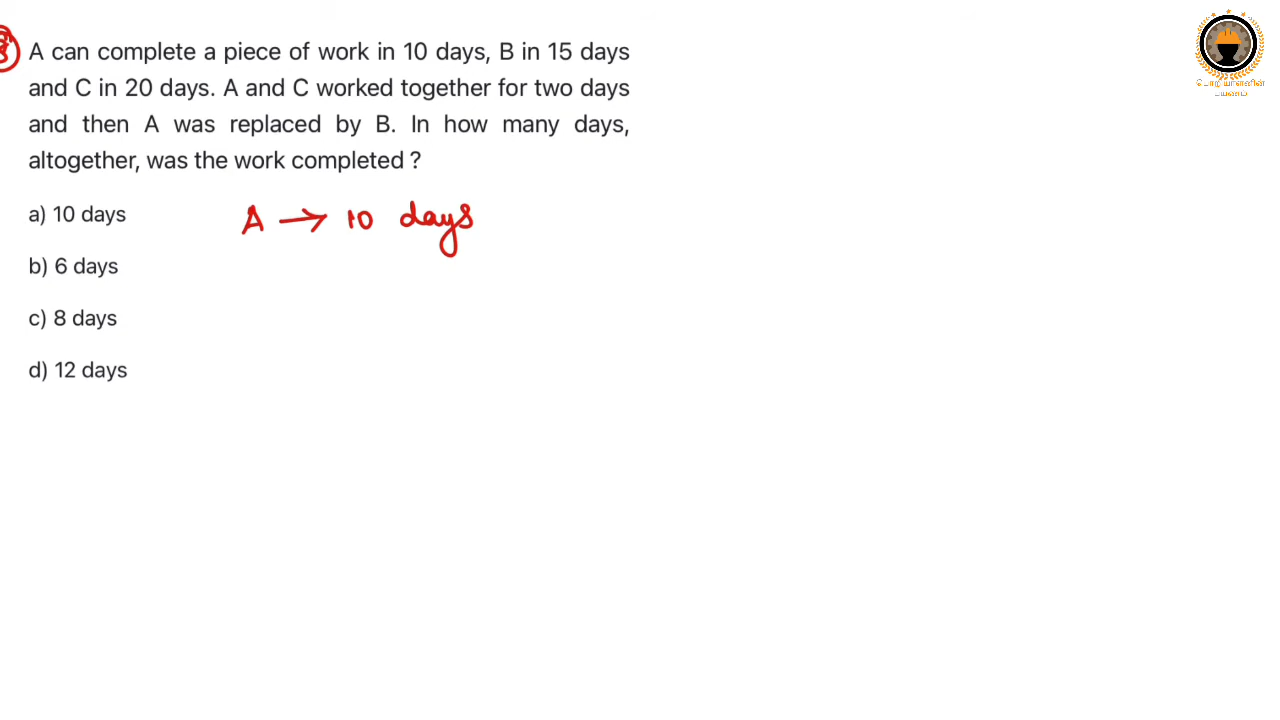 A can complete a piece of work in 10 days, B in 15 days
and C in 20 days. A and C worked together for two days
and then A was replaced by B. In how many days,
altogether, was the work completed ?
a) 10 days
A → 10 days
b) 6 days
c) 8 days
d) 12 days
பொறியாளனின்
பயணம்